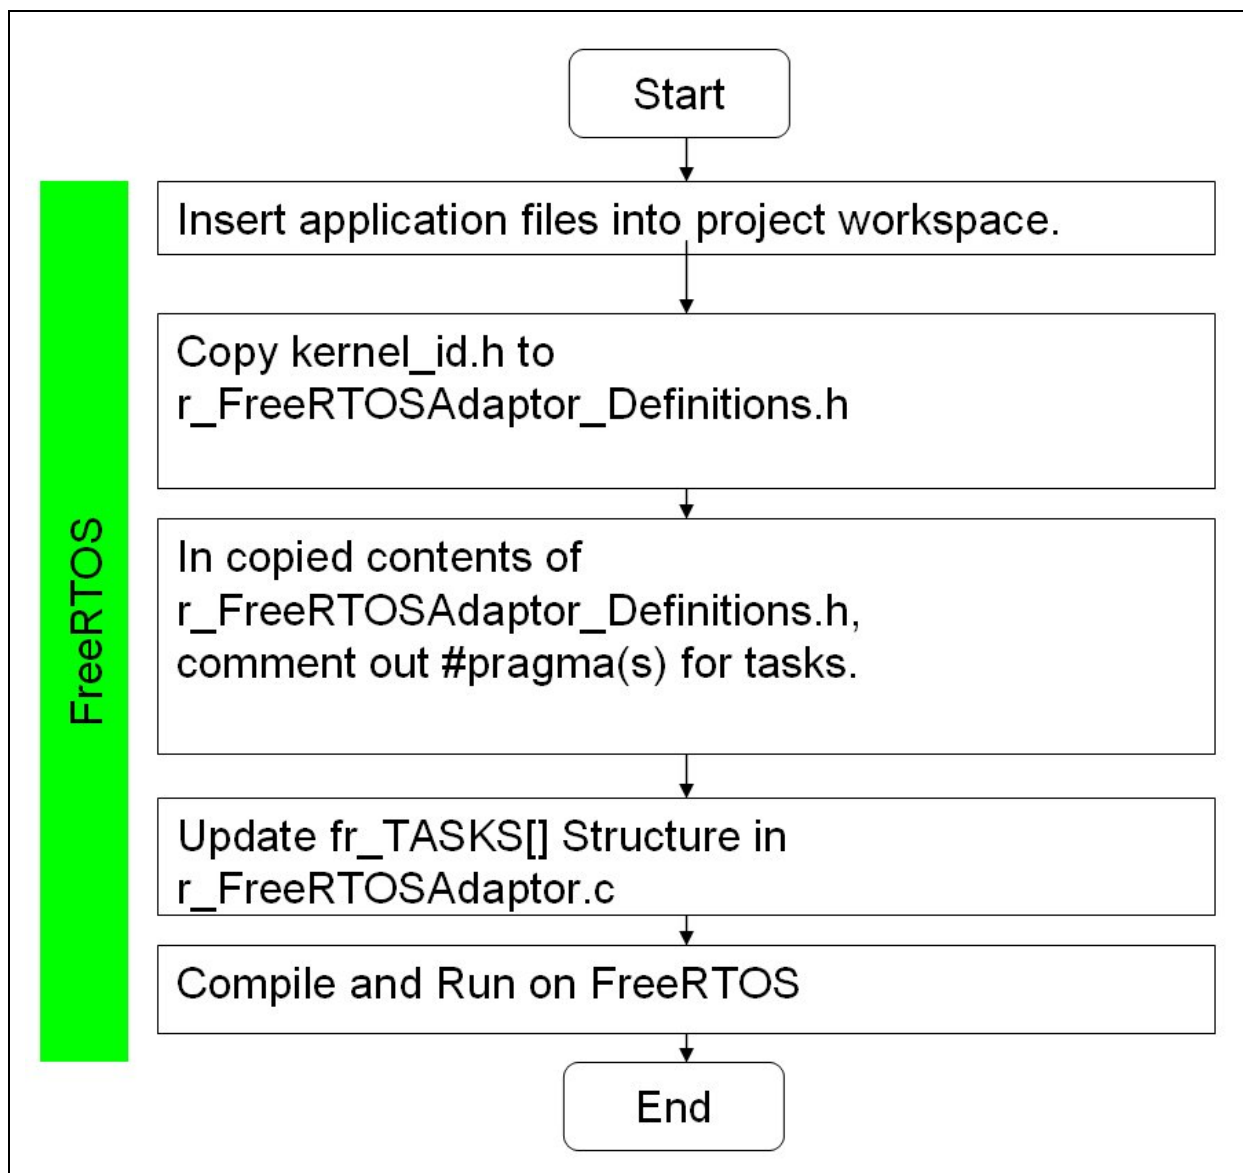 Start
Insert application files into project workspace.
Copy kernel_id.h to
r_FreeRTOSAdaptor_Definitions.h
In copied contents of
r_FreeRTOSAdaptor_Definitions.h,
comment out #pragma(s) for tasks.
Update fr_TASKS[] Structure in
r_FreeRTOSAdaptor.c
Compile and Run on FreeRTOS
End
FreeRTOS